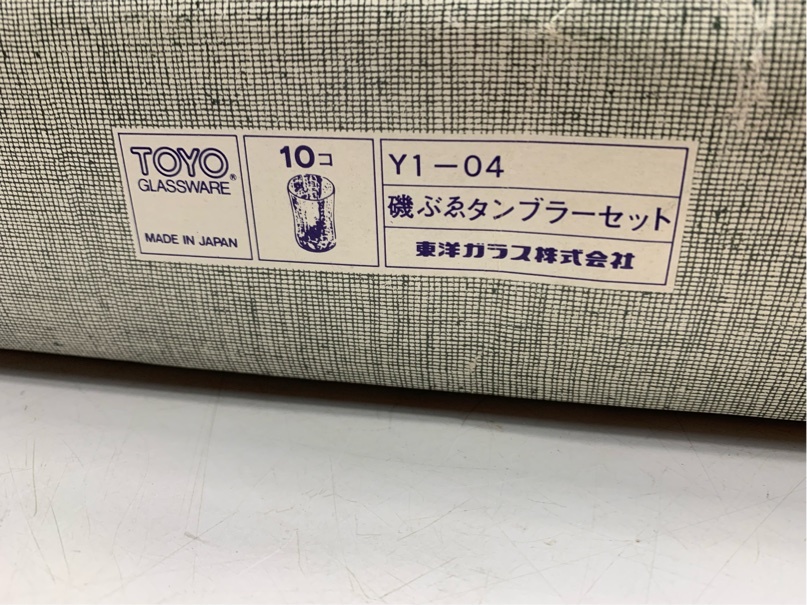 TOYO®
GLASSWARE
MADE IN JAPAN
10コ
Y1-04
磯ぶゑタンブラーセット
東洋ガラス株式会社